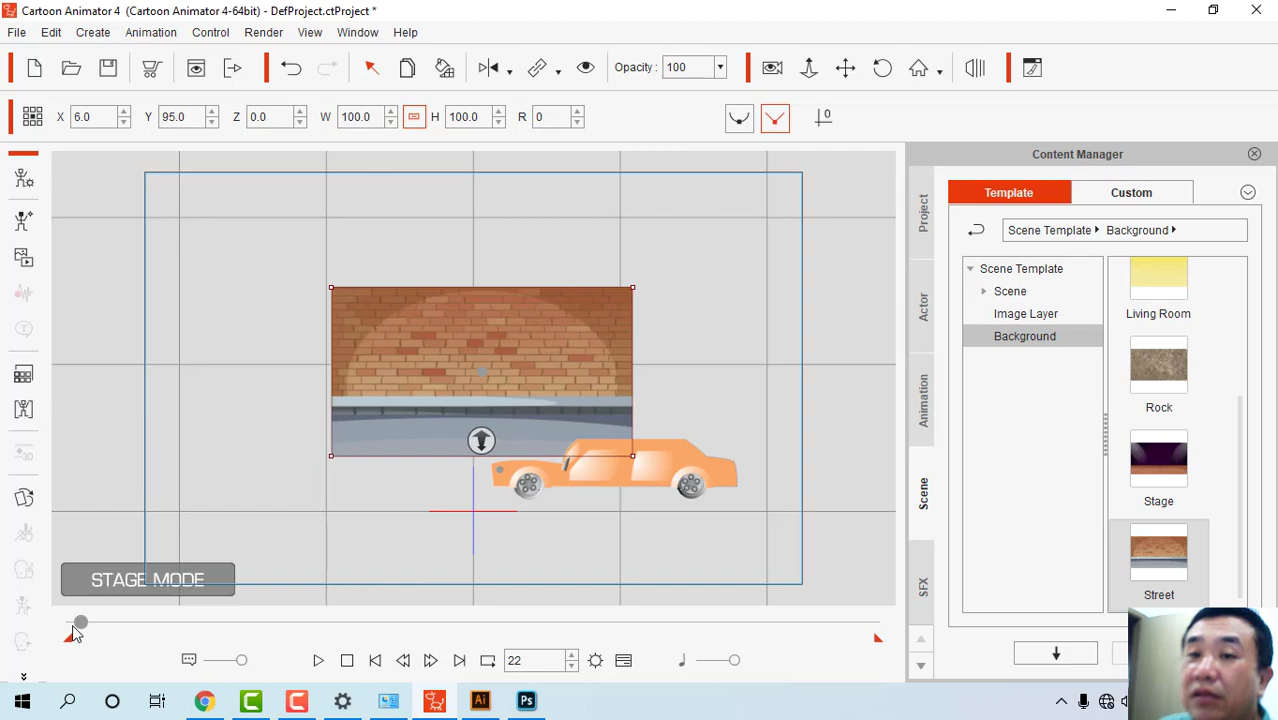 Cartoon Animator 4 (Cartoon Animator 4-64bit) - DefProject.ctProject *
File Edit Create Animation Control Render View Window Help
Opacity : 100
X 6.0 Y 95.0 Z 0.0 W 100.0 H 100.0 R 0
0
Content Manager
Template Custom
Scene Template Background
Project
Actor
Animation
Scene
SFX
Scene Template
Scene
Image Layer
Background
Living Room
Rock
Stage
Street
STAGE MODE
22
3D
Ai Ps